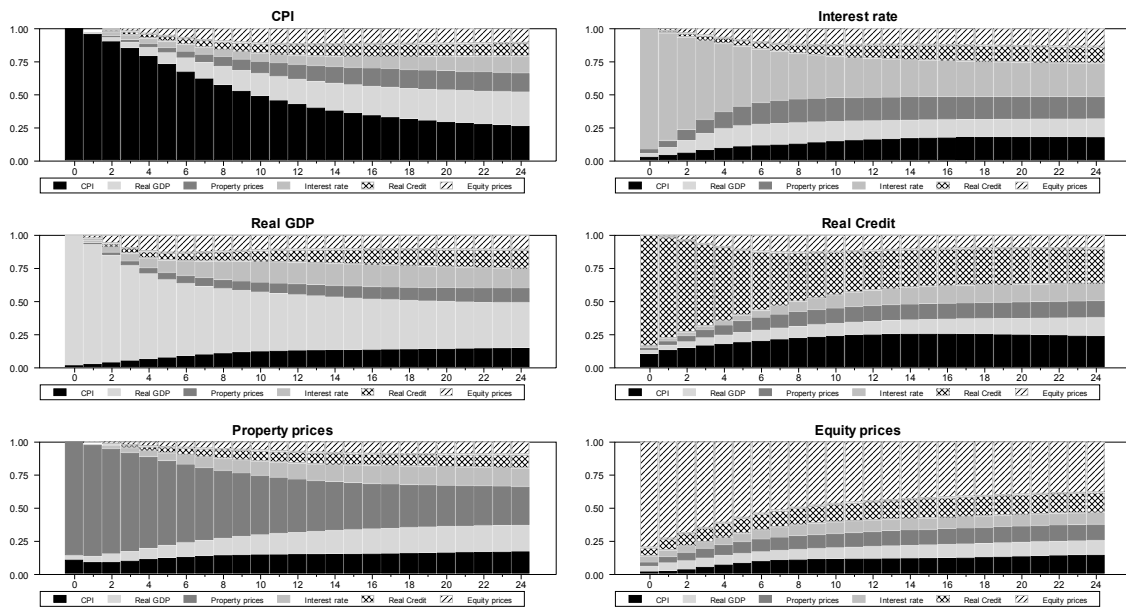 CPI
1.00
0.75
0.50
0.25
0.00
0 2 4 6 8 10 12 14 16 18 20 22 24
CPI Real GDP Property prices Interest rate Real Credit Equity prices
Interest rate
1.00
0.75
0.50
0.25
0.00
0 2 4 6 8 10 12 14 16 18 20 22 24
CPI Real GDP Property prices Interest rate Real Credit Equity prices
Real GDP
1.00
0.75
0.50
0.25
0.00
0 2 4 6 8 10 12 14 16 18 20 22 24
CPI Real GDP Property prices Interest rate Real Credit Equity prices
Real Credit
1.00
0.75
0.50
0.25
0.00
0 2 4 6 8 10 12 14 16 18 20 22 24
CPI Real GDP Property prices Interest rate Real Credit Equity prices
Property prices
1.00
0.75
0.50
0.25
0.00
0 2 4 6 8 10 12 14 16 18 20 22 24
CPI Real GDP Property prices Interest rate Real Credit Equity prices
Equity prices
1.00
0.75
0.50
0.25
0.00
0 2 4 6 8 10 12 14 16 18 20 22 24
CPI Real GDP Property prices Interest rate Real Credit Equity prices